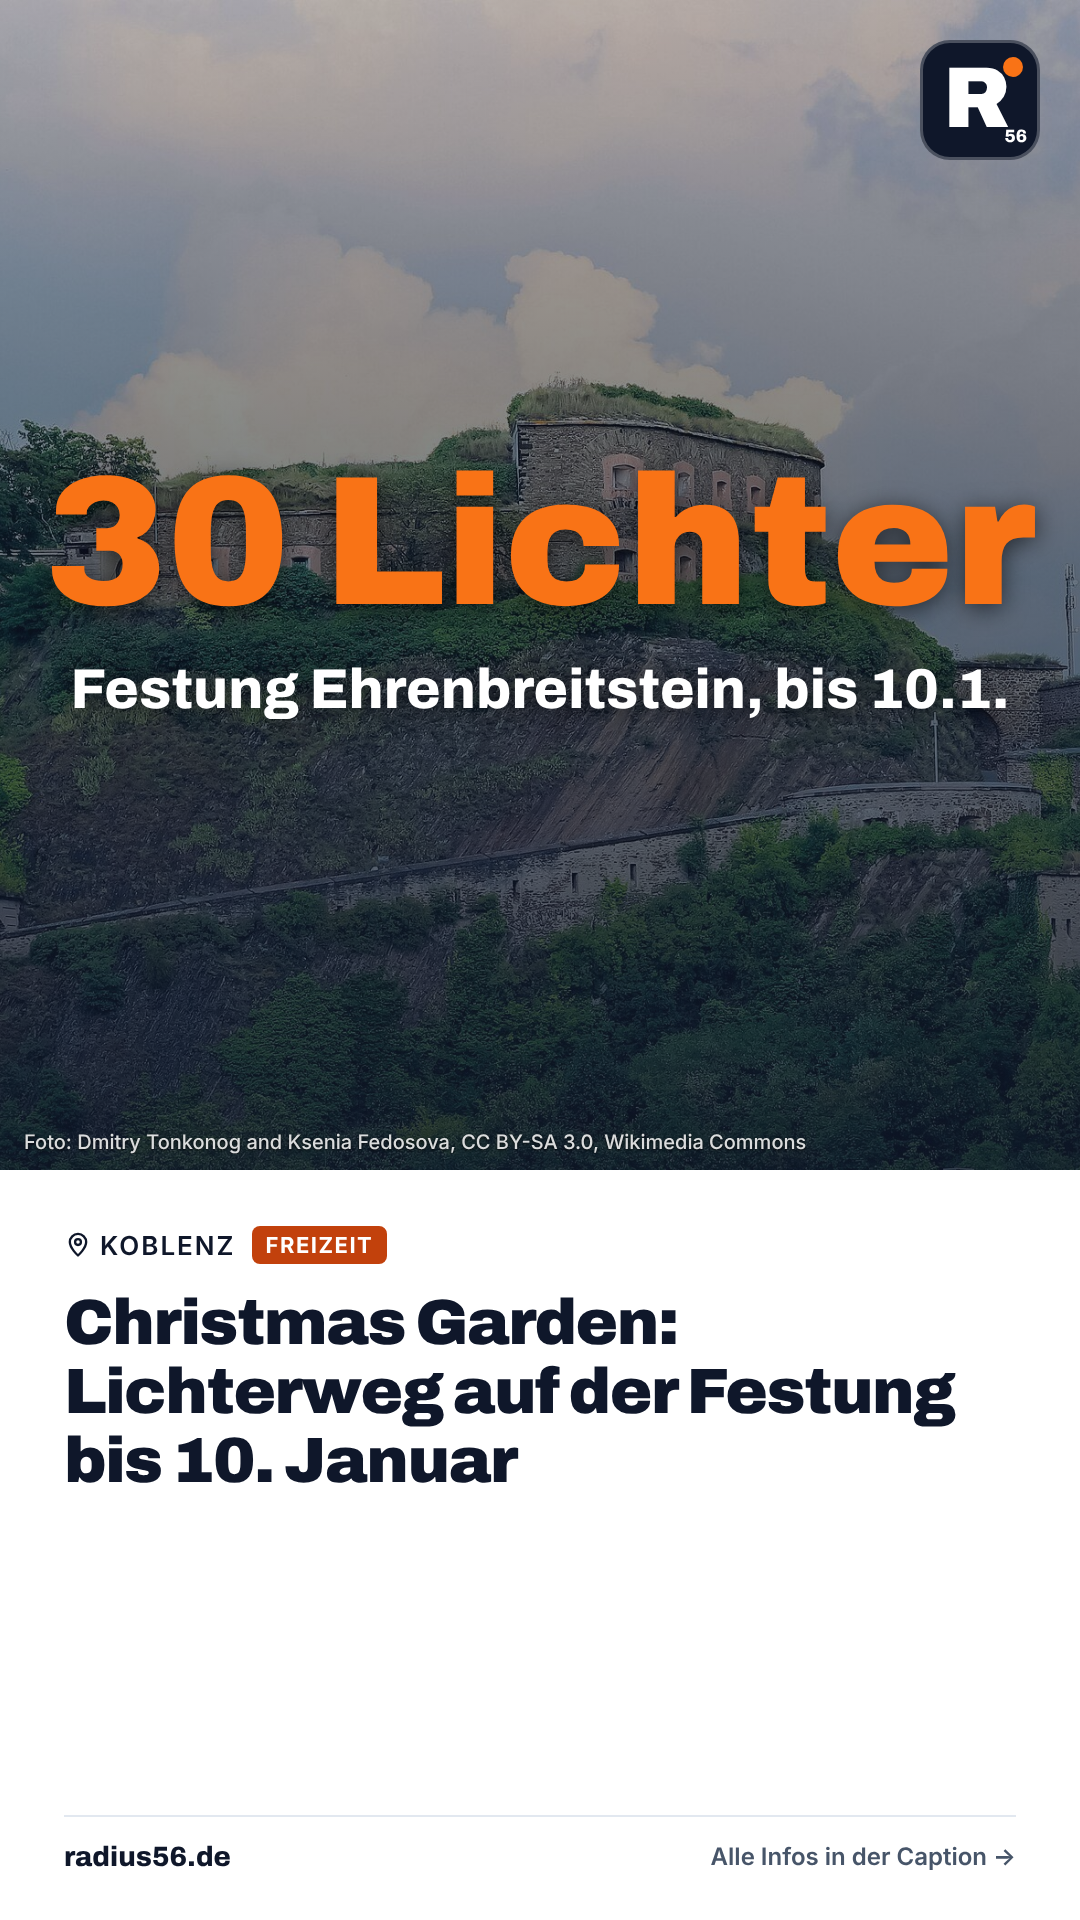 R
56
30 Lichter
Festung Ehrenbreitstein, bis 10.1.
Foto: Dmitry Tonkonog and Ksenia Fedosova, CC BY-SA 3.0, Wikimedia Commons
KOBLENZ FREIZEIT
Christmas Garden:
Lichterweg auf der Festung
bis 10. Januar
radius56.de Alle Infos in der Caption →